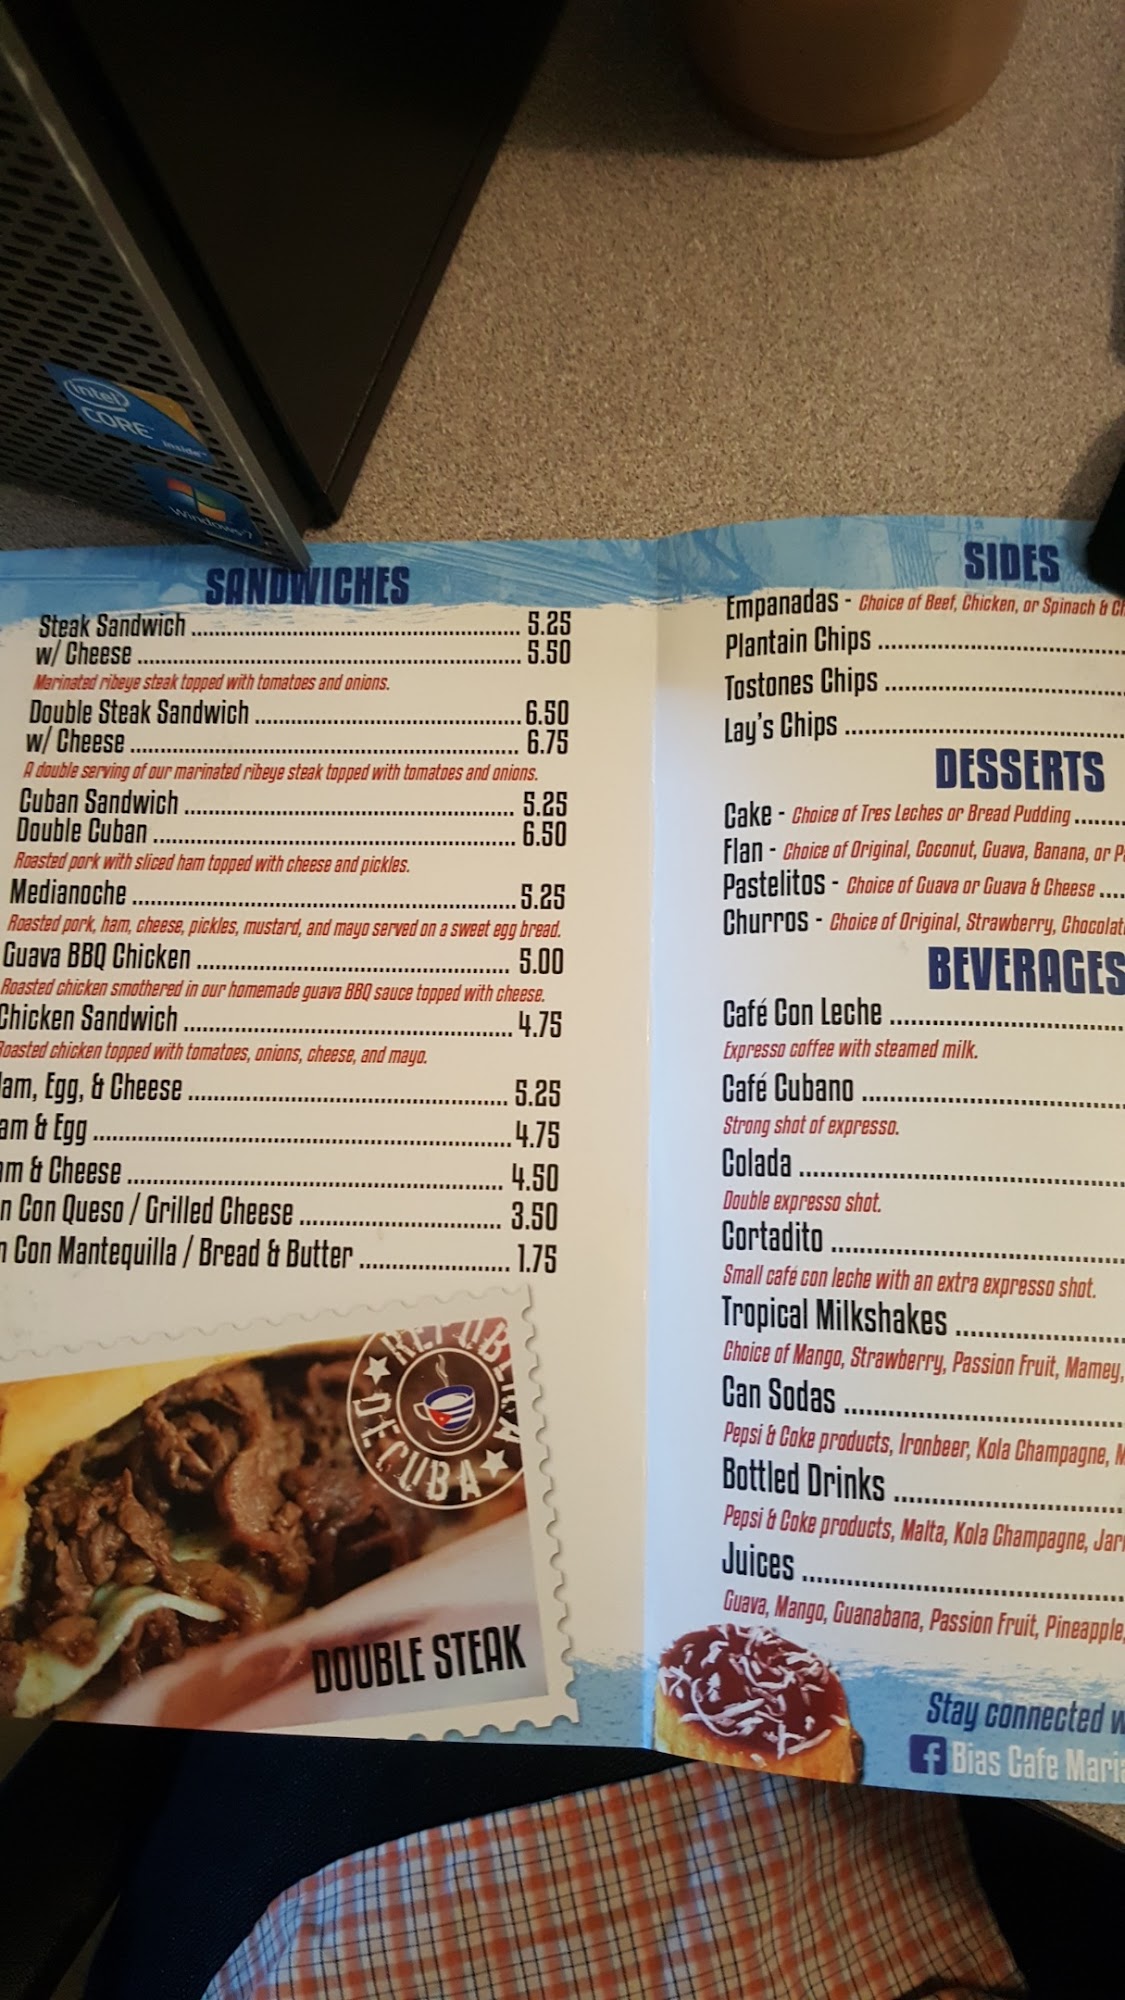 intel
CORE
inside™
Windows 7
SANDWICHES
Steak Sandwich 5.25
w/ Cheese 5.50
Marinated ribeye steak topped with tomatoes and onions.
Double Steak Sandwich 6.50
w/ Cheese 6.75
A double serving of our marinated ribeye steak topped with tomatoes and onions.
Cuban Sandwich 5.25
Double Cuban 6.50
Roasted pork with sliced ham topped with cheese and pickles.
Medianoche 5.25
Roasted pork, ham, cheese, pickles, mustard, and mayo served on a sweet egg bread.
Guava BBQ Chicken 5.00
Roasted chicken smothered in our homemade guava BBQ sauce topped with cheese.
Chicken Sandwich 4.75
Roasted chicken topped with tomatoes, onions, cheese, and mayo.
am, Egg, & Cheese 5.25
am & Egg 4.75
m & Cheese 4.50
n Con Queso / Grilled Cheese 3.50
n Con Mantequilla / Bread & Butter 1.75
REPUBLICA
DE CUBA
DOUBLE STEAK
SIDES
Empanadas - Choice of Beef, Chicken, or Spinach & Ch
Plantain Chips
Tostones Chips
Lay's Chips
DESSERTS
Cake - Choice of Tres Leches or Bread Pudding
Flan - Choice of Original, Coconut, Guava, Banana, or P
Pastelitos - Choice of Guava or Guava & Cheese
Churros - Choice of Original, Strawberry, Chocolat
BEVERAGES
Café Con Leche
Expresso coffee with steamed milk.
Café Cubano
Strong shot of expresso.
Colada
Double expresso shot.
Cortadito
Small café con leche with an extra expresso shot.
Tropical Milkshakes
Choice of Mango, Strawberry, Passion Fruit, Mamey,
Can Sodas
Pepsi & Coke products, Ironbeer, Kola Champagne, M
Bottled Drinks
Pepsi & Coke products, Malta, Kola Champagne, Jar
Juices
Guava, Mango, Guanabana, Passion Fruit, Pineapple,
Stay connected w
f Bias Cafe Maria